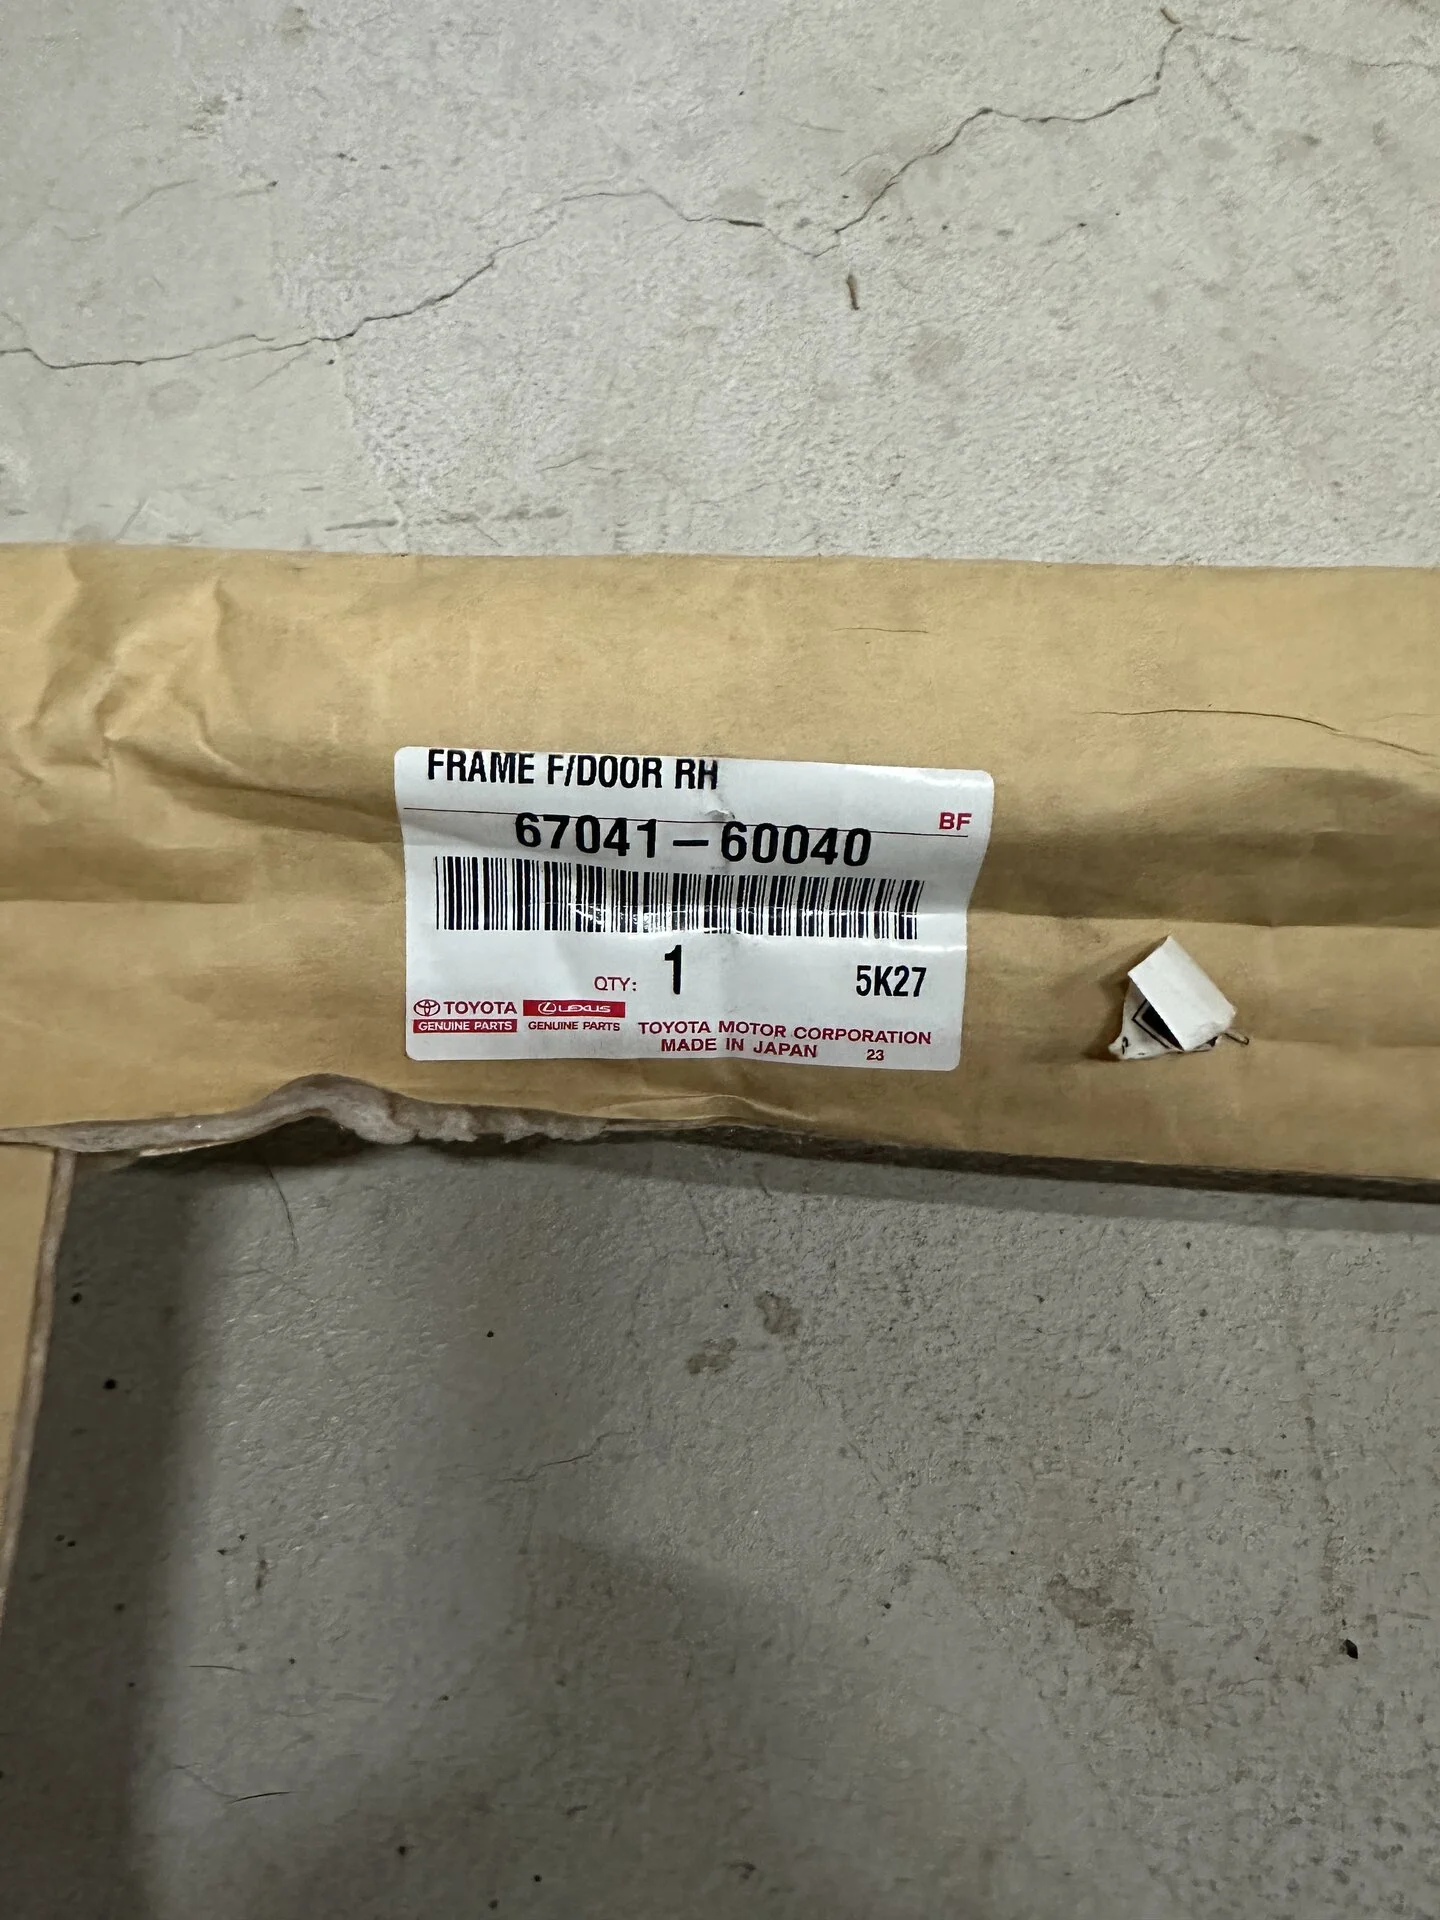 FRAME F/DOOR RH
BF
67041-60040
QTY: 1 5K27
TOYOTA LEXUS
GENUINE PARTS GENUINE PARTS
TOYOTA MOTOR CORPORATION
MADE IN JAPAN 23